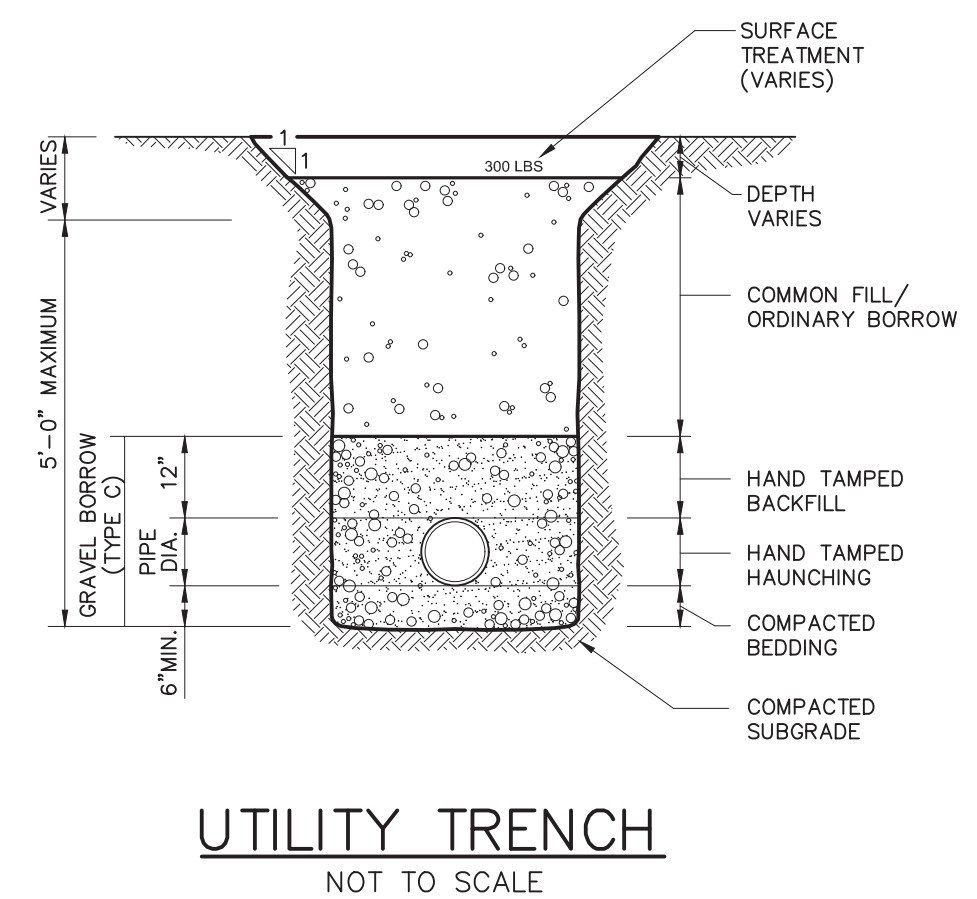 SURFACE
TREATMENT
(VARIES)
1
1
300 LBS
VARIES
DEPTH
VARIES
5'-0" MAXIMUM
COMMON FILL/
ORDINARY BORROW
GRAVEL BORROW
(TYPE C)
12"
PIPE
DIA.
6"MIN.
HAND TAMPED
BACKFILL
HAND TAMPED
HAUNCHING
COMPACTED
BEDDING
COMPACTED
SUBGRADE
UTILITY TRENCH
NOT TO SCALE